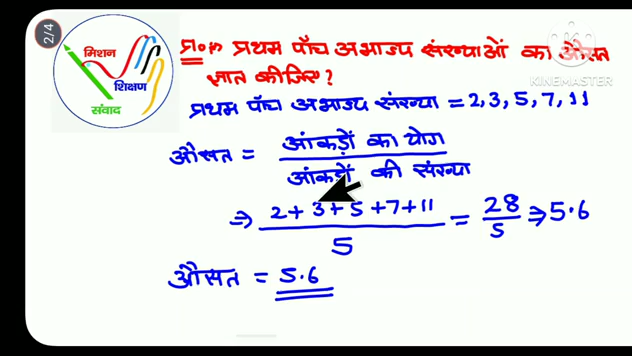 2/4
मिशन
शिक्षण
संवाद
KINEMASTER
प्रथम पाँच अभाज्य संख्याओं का औसत
ज्ञात कीजिए?
प्रथम पाँच अभाज्य संख्या = 2, 3, 5, 7, 11
औसत = आंकड़ों का योग
आंकड़ों की संख्या
⇒ 2+3+5+7+11 = 28 ⇒ 5.6
5 5
औसत = 5.6